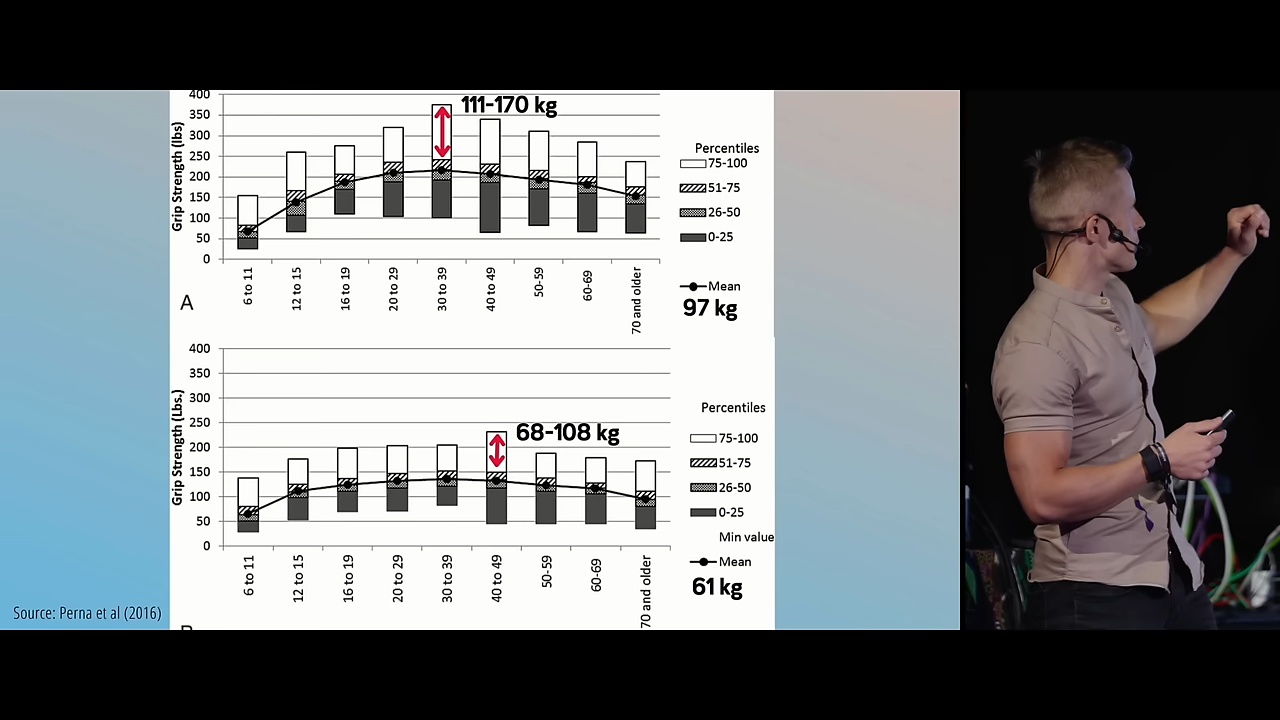 400
350
300
250
200
150
100
50
0
Grip Strength (lbs)
111-170 kg
6 to 11
12 to 15
16 to 19
20 to 29
30 to 39
40 to 49
50-59
60-69
70 and older
A
Percentiles
75-100
51-75
26-50
0-25
Mean
97 kg
400
350
300
250
200
150
100
50
0
Grip Strength (Lbs.)
68-108 kg
6 to 11
12 to 15
16 to 19
20 to 29
30 to 39
40 to 49
50-59
60-69
70 and older
Percentiles
75-100
51-75
26-50
0-25
Min value
Mean
61 kg
Source: Perna et al (2016)